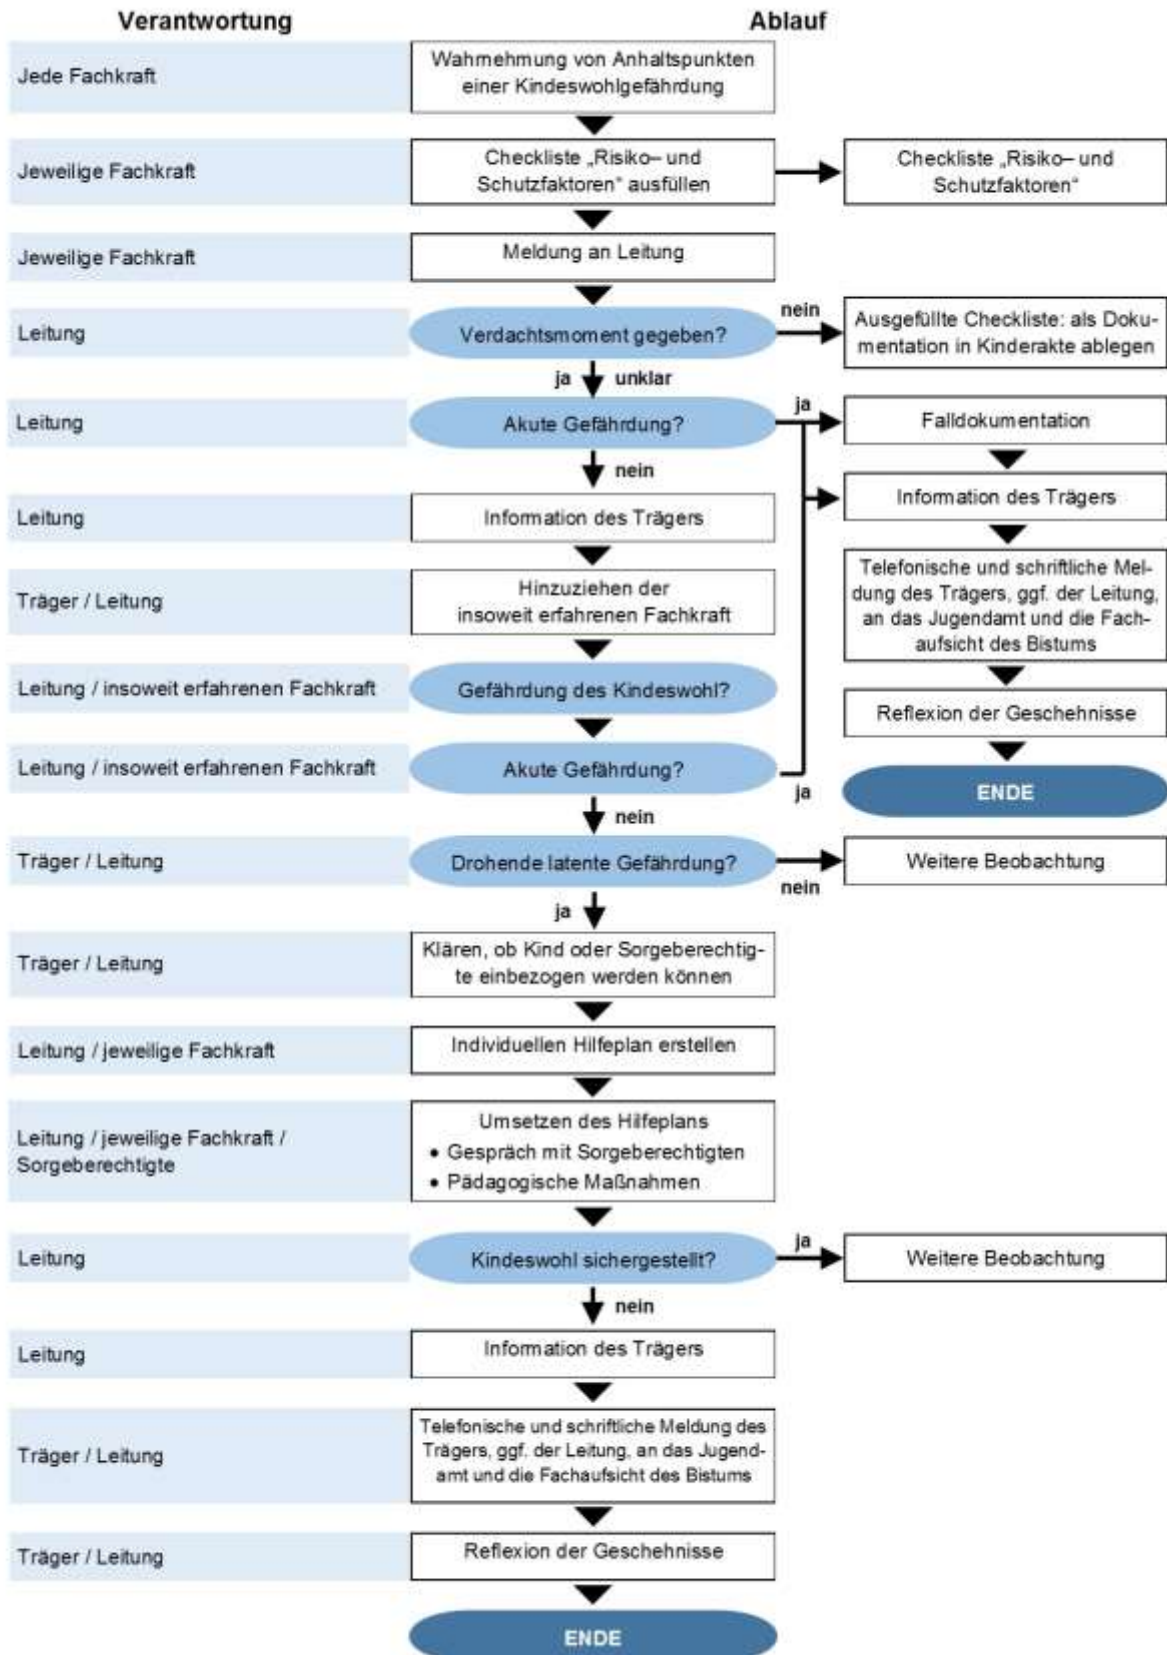 Verantwortung
Ablauf
Jede Fachkraft
Wahrnehmung von Anhaltspunkten
einer Kindeswohlgefährdung
Jeweilige Fachkraft
Checkliste „Risiko– und
Schutzfaktoren“ ausfüllen
Checkliste „Risiko– und
Schutzfaktoren“
Jeweilige Fachkraft
Meldung an Leitung
Leitung
Verdachtsmoment gegeben?
nein
Ausgefüllte Checkliste: als Doku-
mentation in Kinderakte ablegen
ja
unklar
Leitung
Akute Gefährdung?
ja
Falldokumentation
nein
Leitung
Information des Trägers
Information des Trägers
Träger / Leitung
Hinzuziehen der
insoweit erfahrenen Fachkraft
Telefonische und schriftliche Mel-
dung des Trägers, ggf. der Leitung,
an das Jugendamt und die Fach-
aufsicht des Bistums
Leitung / insoweit erfahrenen Fachkraft
Gefährdung des Kindeswohl?
Reflexion der Geschehnisse
Leitung / insoweit erfahrenen Fachkraft
Akute Gefährdung?
ja
ENDE
nein
Träger / Leitung
Drohende latente Gefährdung?
nein
Weitere Beobachtung
ja
Träger / Leitung
Klären, ob Kind oder Sorgeberechtig-
te einbezogen werden können
Leitung / jeweilige Fachkraft
Individuellen Hilfeplan erstellen
Leitung / jeweilige Fachkraft /
Sorgeberechtigte
Umsetzen des Hilfeplans
• Gespräch mit Sorgeberechtigten
• Pädagogische Maßnahmen
Leitung
Kindeswohl sichergestellt?
ja
Weitere Beobachtung
nein
Leitung
Information des Trägers
Träger / Leitung
Telefonische und schriftliche Meldung des
Trägers, ggf. der Leitung, an das Jugend-
amt und die Fachaufsicht des Bistums
Träger / Leitung
Reflexion der Geschehnisse
ENDE